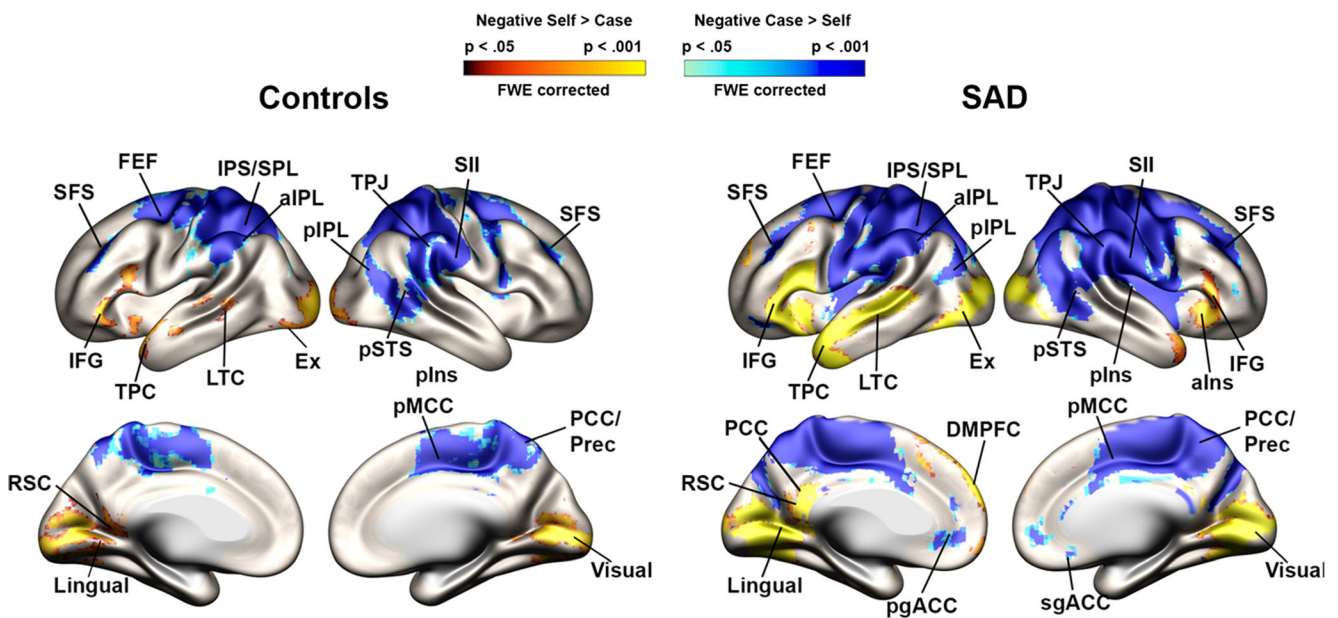 Negative Self > Case
Negative Case > Self
p < .05
p < .001
p < .05
p < .001
FWE corrected
FWE corrected
Controls
SAD
FEF
IPS/SPL
SII
SFS
aIPL
TPJ
SFS
pIPL
IFG
TPC
LTC
Ex
pSTS
pIns
FEF
IPS/SPL
SII
SFS
aIPL
TPJ
SFS
pIPL
IFG
TPC
LTC
Ex
pSTS
pIns
aIns
IFG
pMCC
PCC/
Prec
RSC
Lingual
Visual
PCC
DMPFC
pMCC
PCC/
Prec
RSC
Lingual
pgACC
sgACC
Visual